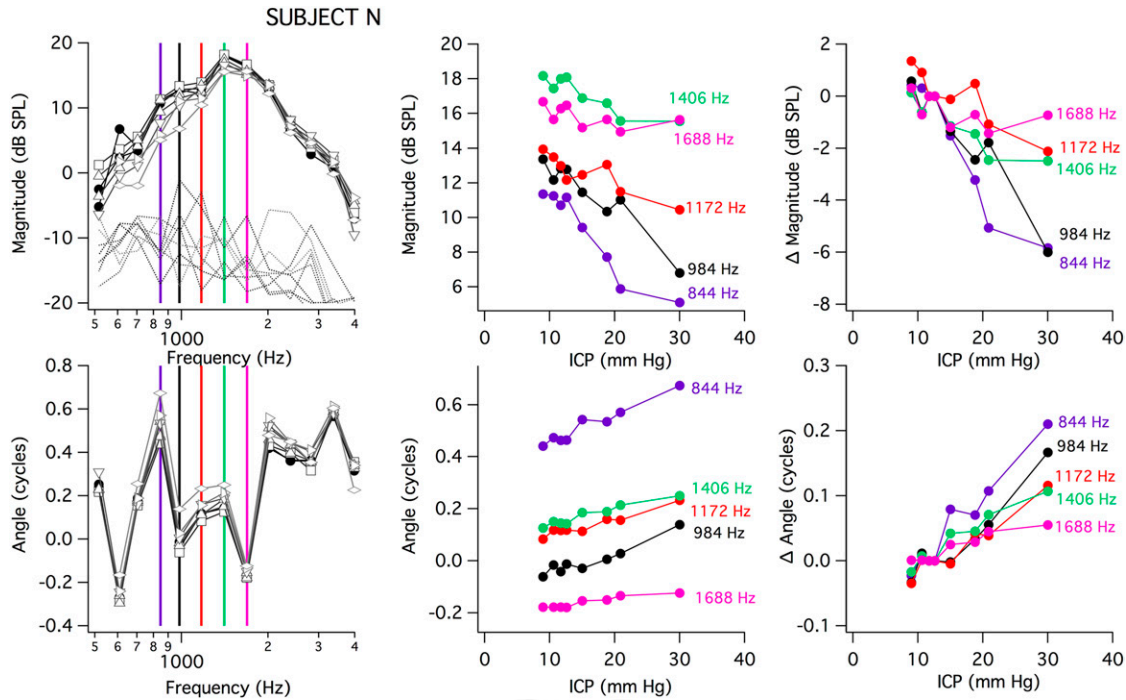 SUBJECT N
20
10
0
-10
-20
Magnitude (dB SPL)
5 6 7 8 9 2 3 4
1000
Frequency (Hz)
20
18
16
14
12
10
8
6
Magnitude (dB SPL)
1406 Hz
1688 Hz
1172 Hz
984 Hz
844 Hz
0 10 20 30 40
ICP (mm Hg)
2
0
-2
-4
-6
-8
Δ Magnitude (dB SPL)
1688 Hz
1172 Hz
1406 Hz
984 Hz
844 Hz
0 10 20 30 40
ICP (mm Hg)
0.8
0.6
0.4
0.2
0.0
-0.2
-0.4
Angle (cycles)
5 6 7 8 9 2 3 4
1000
Frequency (Hz)
0.6
0.4
0.2
0.0
-0.2
Angle (cycles)
844 Hz
1406 Hz
1172 Hz
984 Hz
1688 Hz
0 10 20 30 40
ICP (mm Hg)
0.3
0.2
0.1
0.0
-0.1
Δ Angle (cycles)
844 Hz
984 Hz
1172 Hz
1406 Hz
1688 Hz
0 10 20 30 40
ICP (mm Hg)